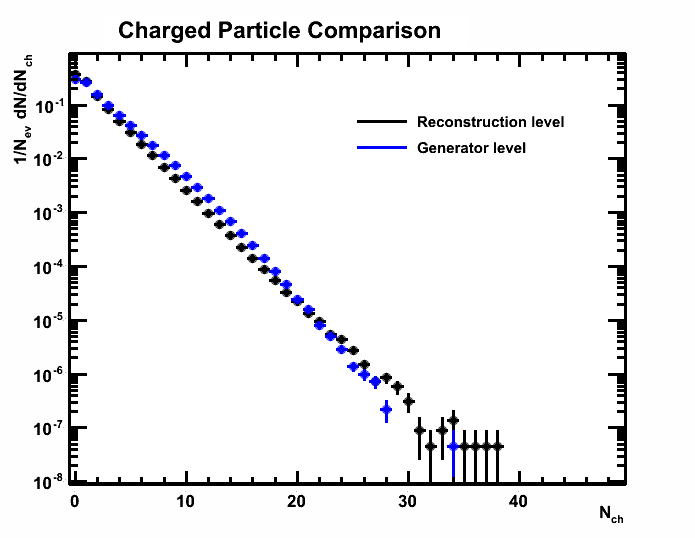 Charged Particle Comparison
1/N_ev dN/dN_ch
Reconstruction level
Generator level
10^-1
10^-2
10^-3
10^-4
10^-5
10^-6
10^-7
10^-8
0 10 20 30 40
N_ch